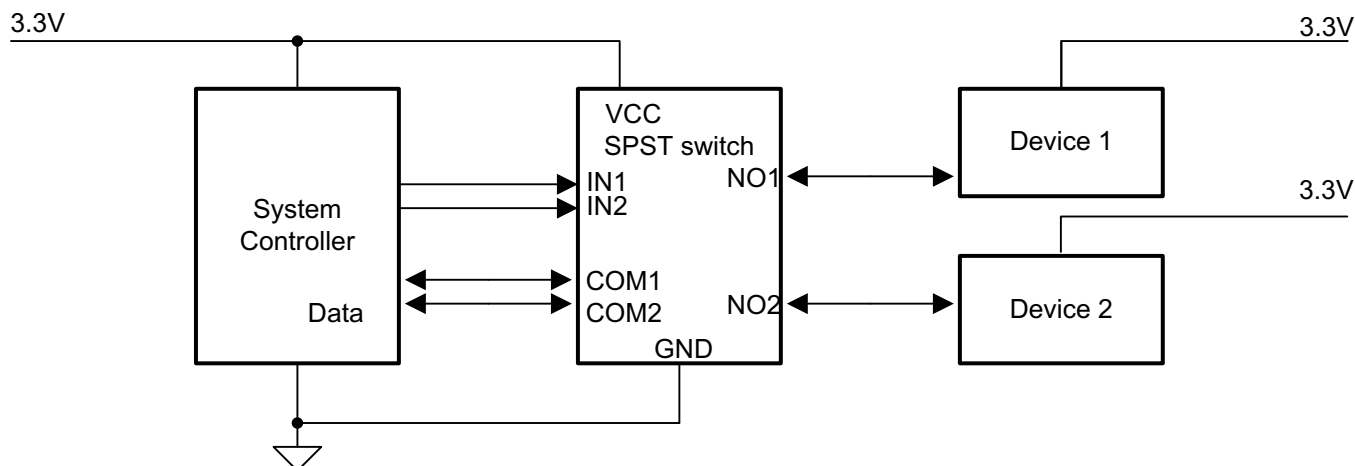 3.3V
3.3V
VCC
SPST switch
Device 1
IN1
NO1
IN2
3.3V
System
Controller
COM1
COM2
NO2
Data
Device 2
GND